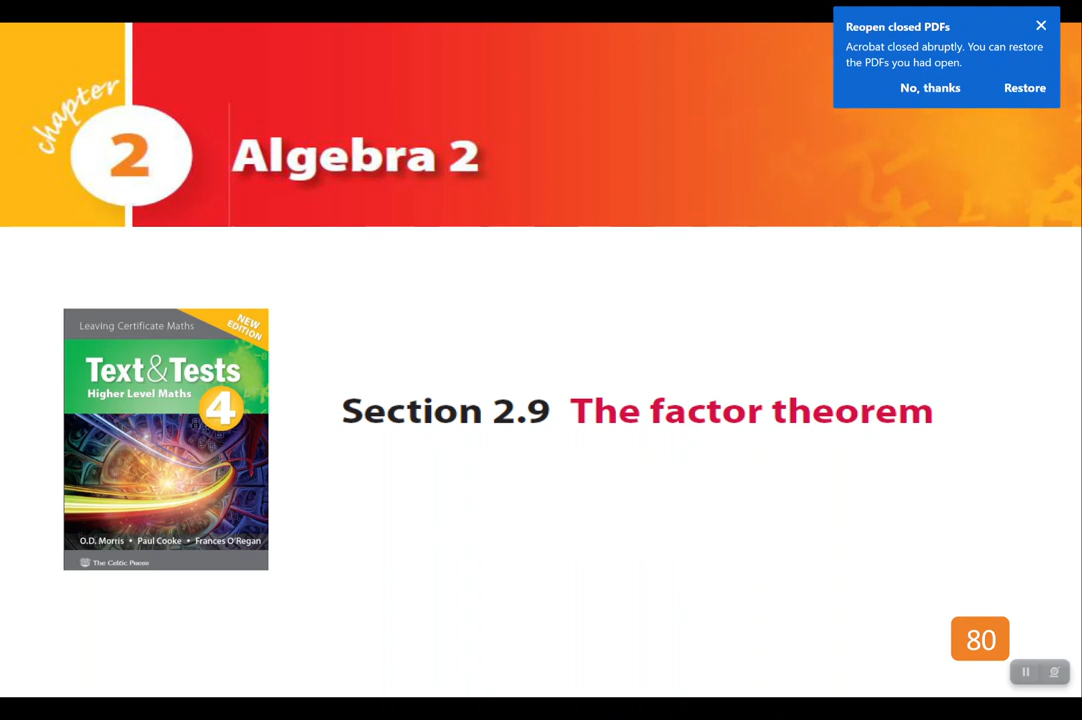 Reopen closed PDFs
Acrobat closed abruptly. You can restore
the PDFs you had open.
No, thanks
Restore
chapter
2
Algebra 2
Leaving Certificate Maths
NEW
EDITION
Text&Tests
Higher Level Maths
4
O.D. Morris • Paul Cooke • Frances O'Regan
The Celtic Press
Section 2.9 The factor theorem
80